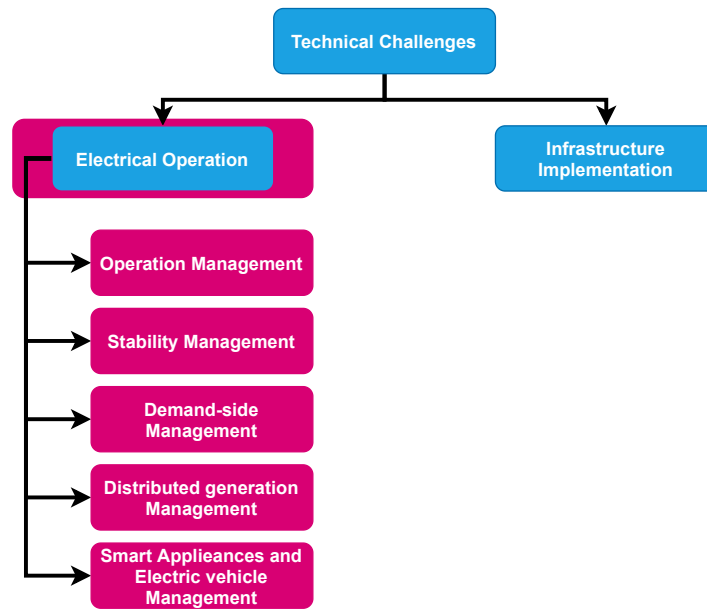 Technical Challenges
Electrical Operation
Infrastructure
Implementation
Operation Management
Stability Management
Demand-side
Management
Distributed generation
Management
Smart Applieances and
Electric vehicle
Management